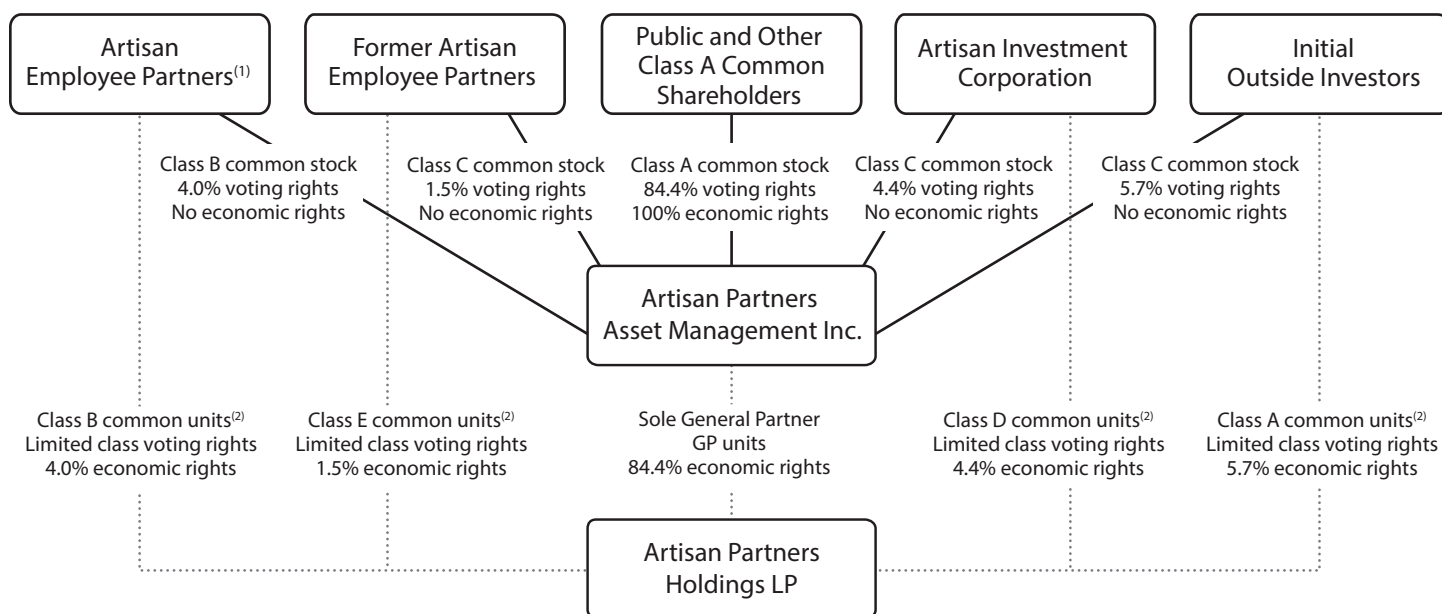 Artisan
Employee Partners(1)
Former Artisan
Employee Partners
Public and Other
Class A Common
Shareholders
Artisan Investment
Corporation
Initial
Outside Investors
Class B common stock
4.0% voting rights
No economic rights
Class C common stock
1.5% voting rights
No economic rights
Class A common stock
84.4% voting rights
100% economic rights
Class C common stock
4.4% voting rights
No economic rights
Class C common stock
5.7% voting rights
No economic rights
Artisan Partners
Asset Management Inc.
Class B common units(2)
Limited class voting rights
4.0% economic rights
Class E common units(2)
Limited class voting rights
1.5% economic rights
Sole General Partner
GP units
84.4% economic rights
Class D common units(2)
Limited class voting rights
4.4% economic rights
Class A common units(2)
Limited class voting rights
5.7% economic rights
Artisan Partners
Holdings LP